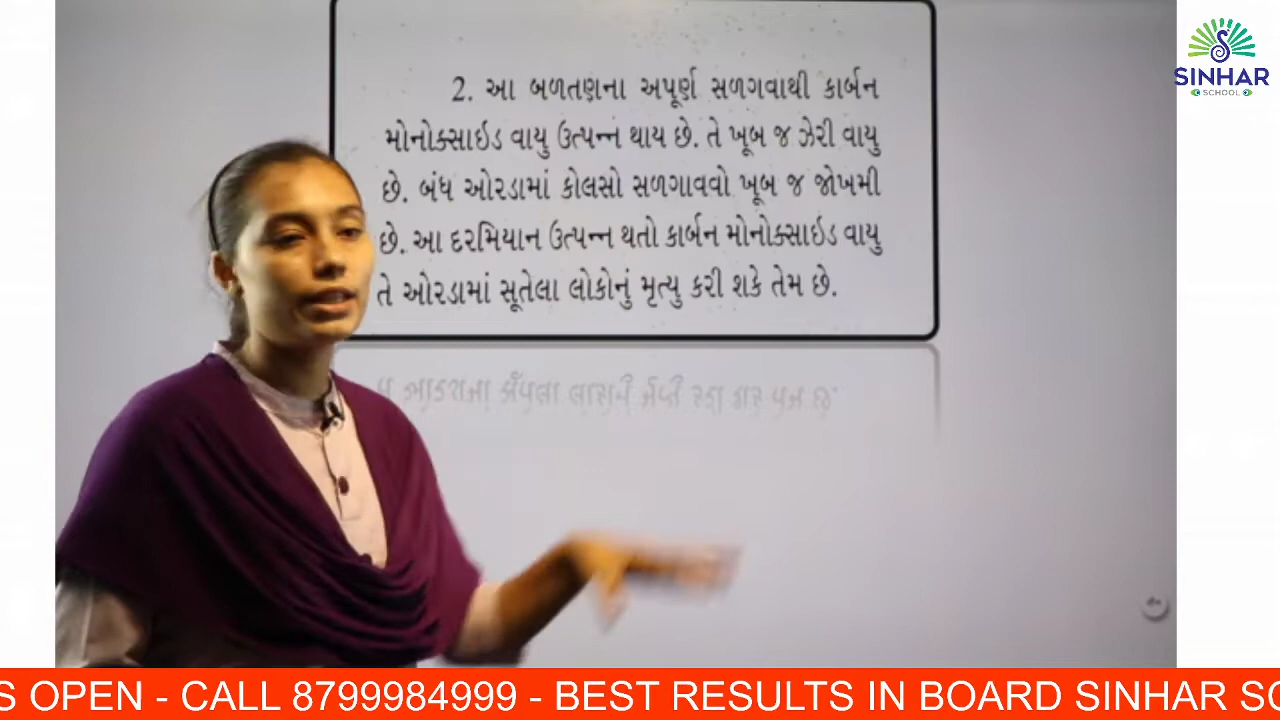 SINHAR
SCHOOL
2. આ બળતણના અપૂર્ણ સળગવાથી કાર્બન
મોનોક્સાઇડ વાયુ ઉત્પન્ન થાય છે. તે ખૂબ જ ઝેરી વાયુ
છે. બંધ ઓરડામાં કોલસો સળગાવવો ખૂબ જ જોખમી
છે. આ દરમિયાન ઉત્પન્ન થતો કાર્બન મોનોક્સાઇડ વાયુ
તે ઓરડામાં સૂતેલા લોકોનું મૃત્યુ કરી શકે તેમ છે.
S OPEN - CALL 8799984999 - BEST RESULTS IN BOARD SINHAR SC